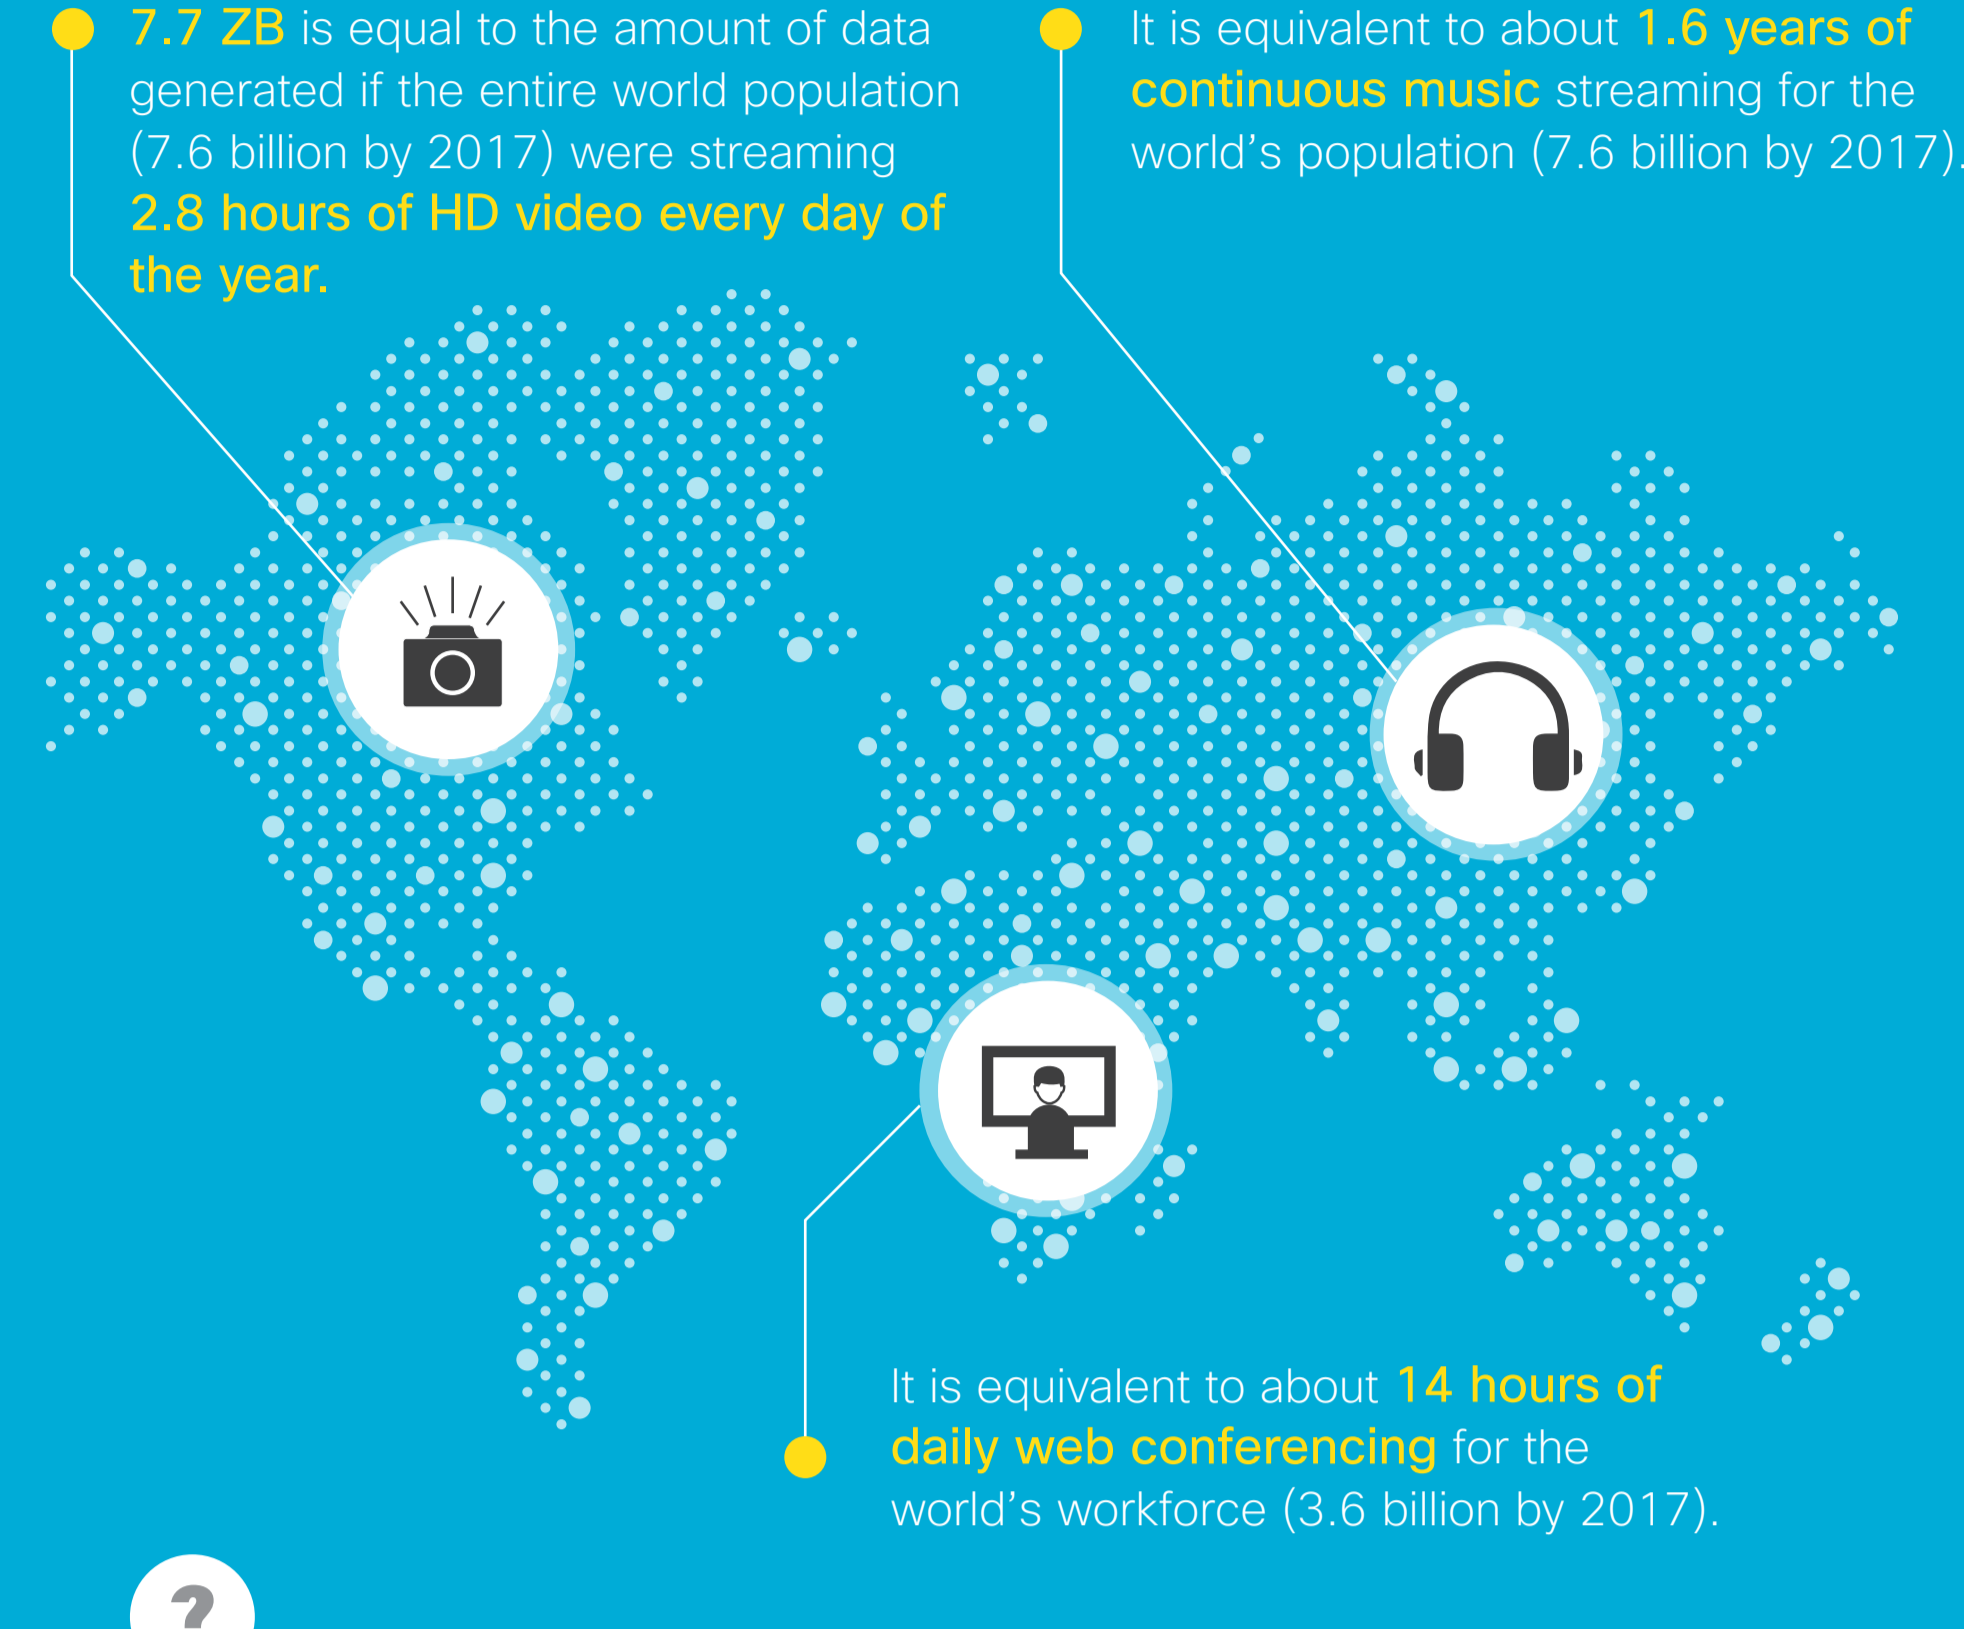 7.7 ZB is equal to the amount of data
generated if the entire world population
(7.6 billion by 2017) were streaming
2.8 hours of HD video every day of
the year.
It is equivalent to about 1.6 years of
continuous music streaming for the
world's population (7.6 billion by 2017).
It is equivalent to about 14 hours of
daily web conferencing for the
world's workforce (3.6 billion by 2017).
?